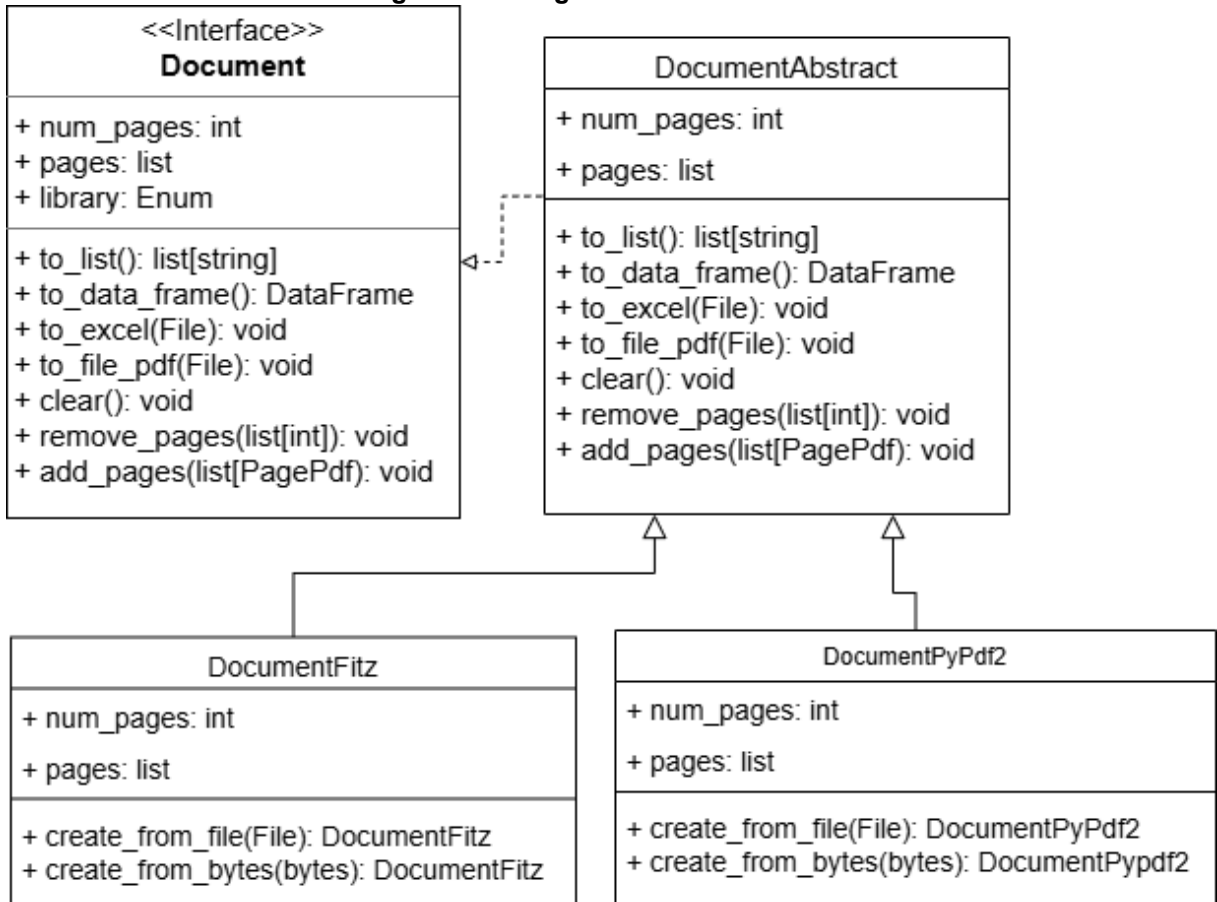 <<Interface>>
Document
+ num_pages: int
+ pages: list
+ library: Enum
+ to_list(): list[string]
+ to_data_frame(): DataFrame
+ to_excel(File): void
+ to_file_pdf(File): void
+ clear(): void
+ remove_pages(list[int]): void
+ add_pages(list[PagePdf): void
DocumentAbstract
+ num_pages: int
+ pages: list
+ to_list(): list[string]
+ to_data_frame(): DataFrame
+ to_excel(File): void
+ to_file_pdf(File): void
+ clear(): void
+ remove_pages(list[int]): void
+ add_pages(list[PagePdf): void
DocumentFitz
+ num_pages: int
+ pages: list
+ create_from_file(File): DocumentFitz
+ create_from_bytes(bytes): DocumentFitz
DocumentPyPdf2
+ num_pages: int
+ pages: list
+ create_from_file(File): DocumentPyPdf2
+ create_from_bytes(bytes): DocumentPypdf2